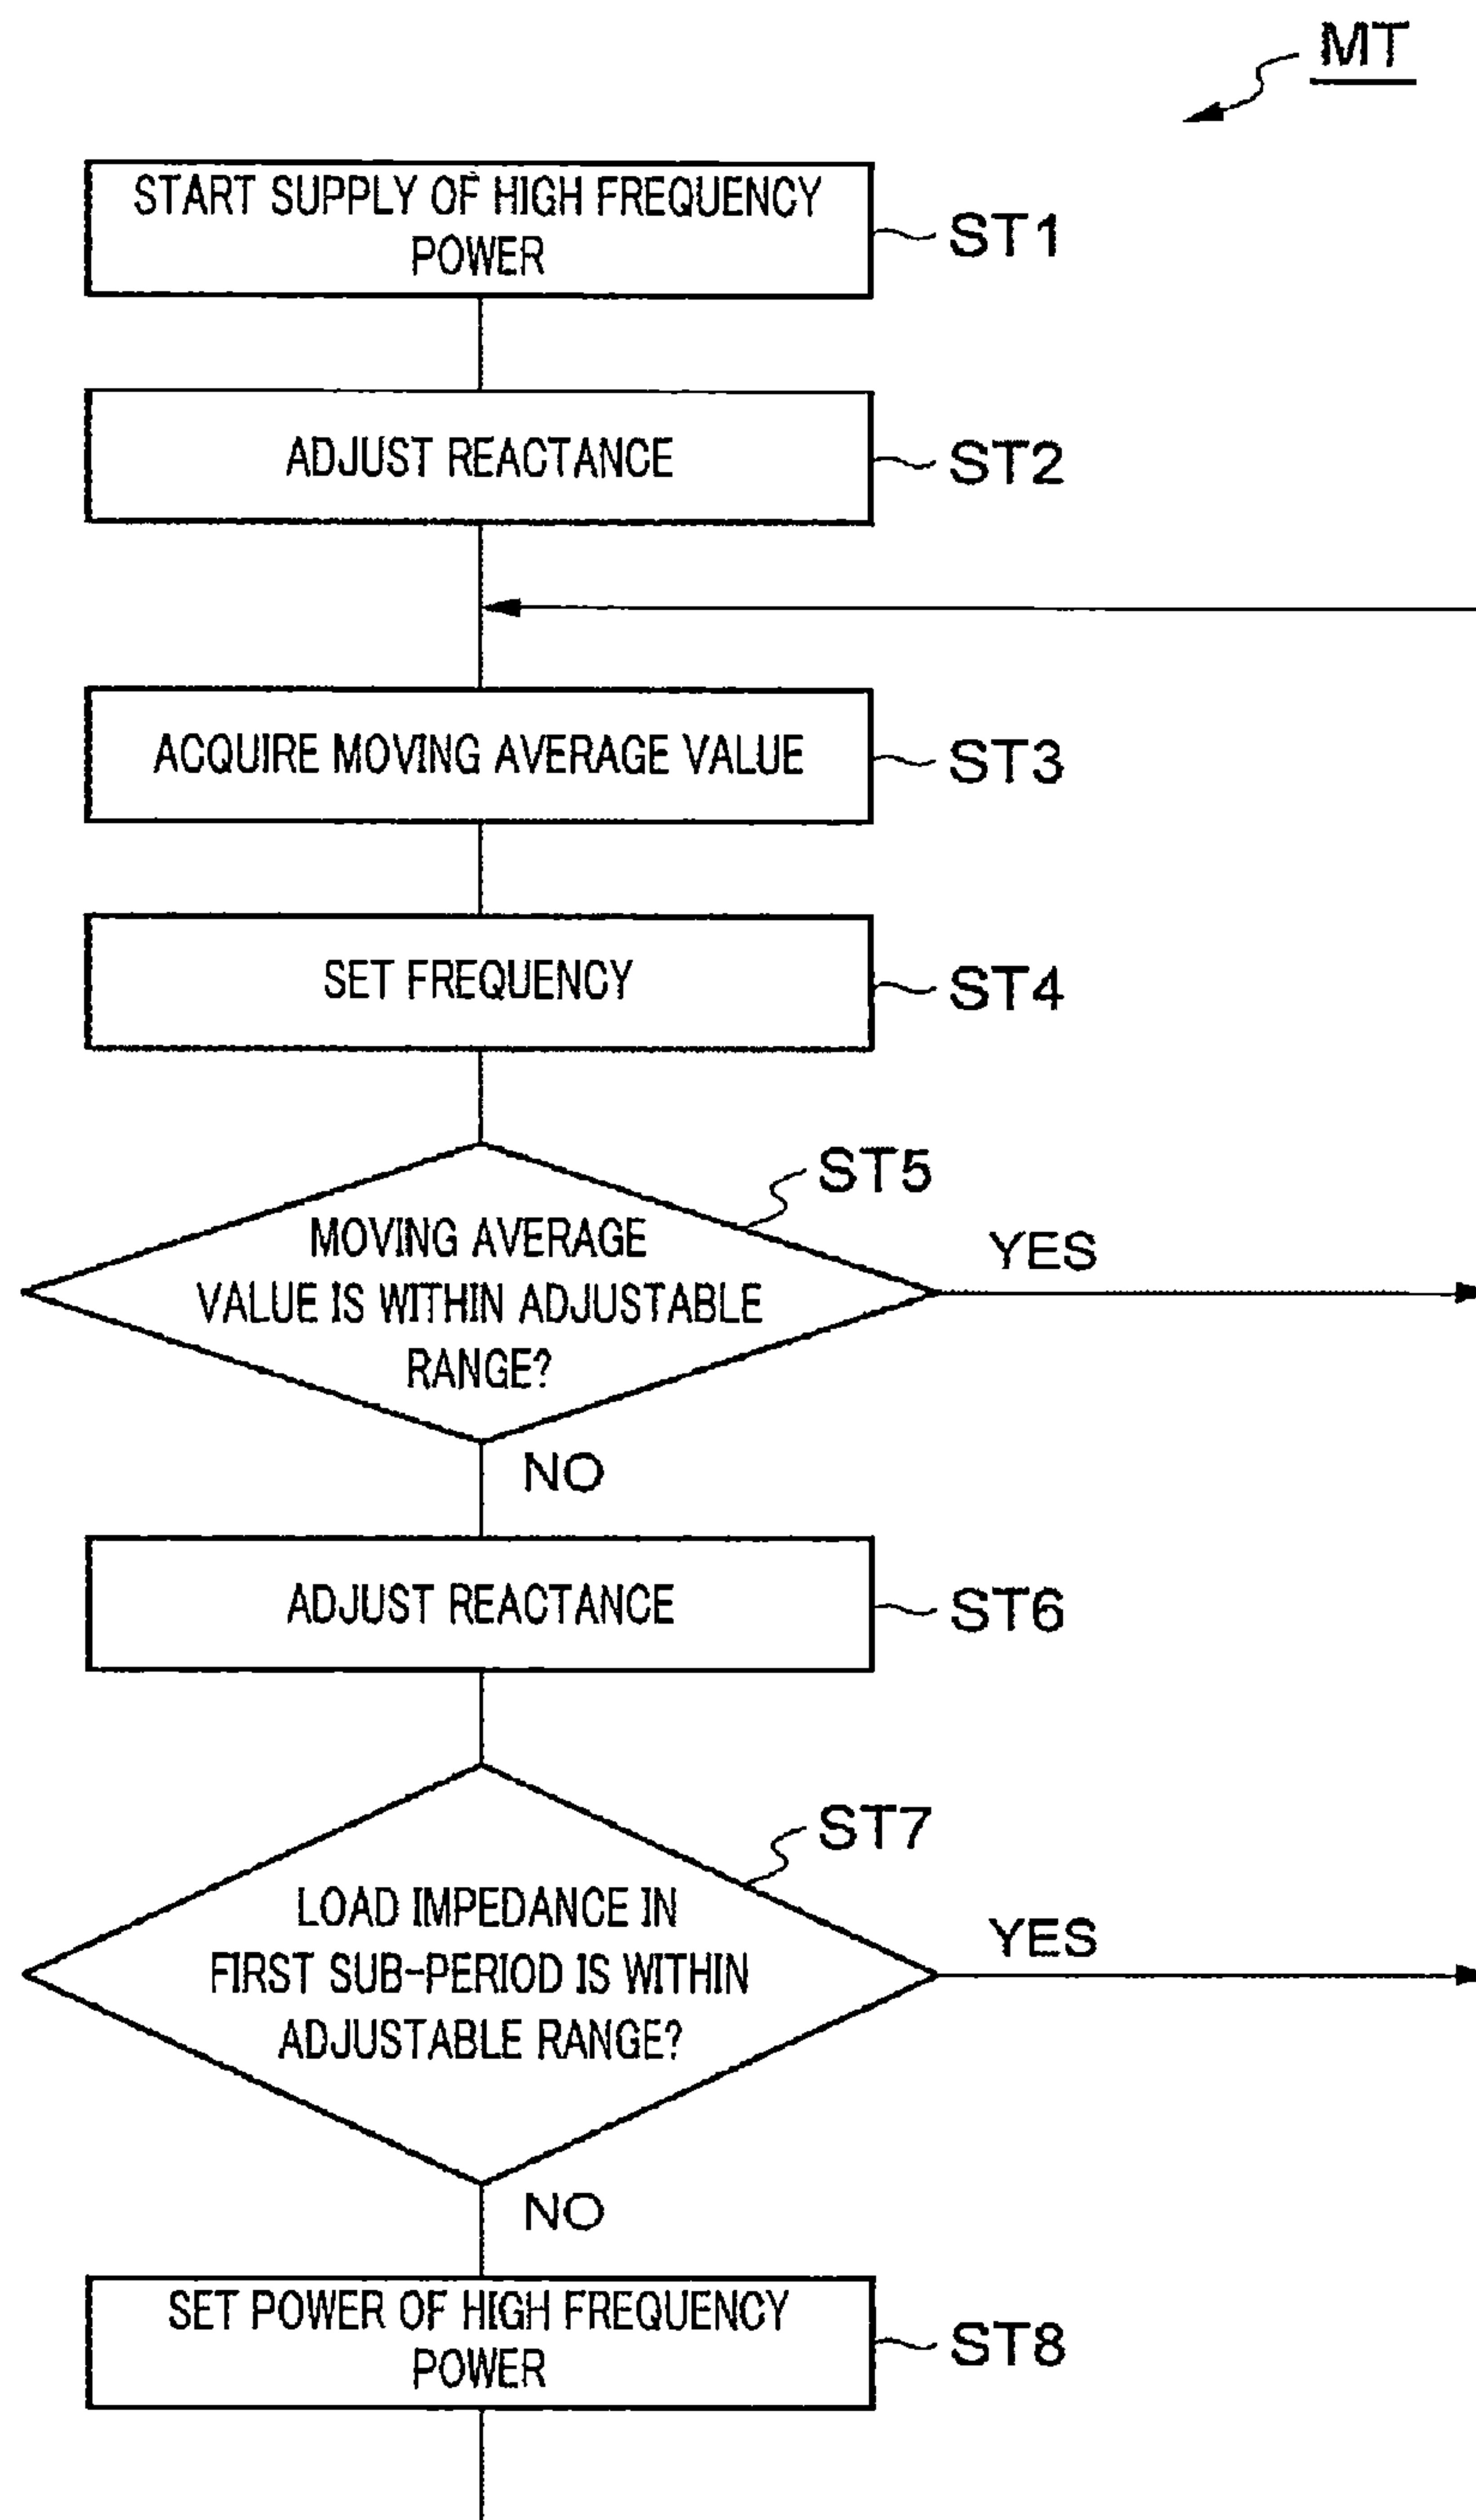 MT
START SUPPLY OF HIGH FREQUENCY
POWER
ST1
ADJUST REACTANCE
ST2
ACQUIRE MOVING AVERAGE VALUE
ST3
SET FREQUENCY
ST4
ST5
MOVING AVERAGE
VALUE IS WITHIN ADJUSTABLE
RANGE?
YES
NO
ADJUST REACTANCE
ST6
ST7
LOAD IMPEDANCE IN
FIRST SUB-PERIOD IS WITHIN
ADJUSTABLE RANGE?
YES
NO
SET POWER OF HIGH FREQUENCY
POWER
ST8